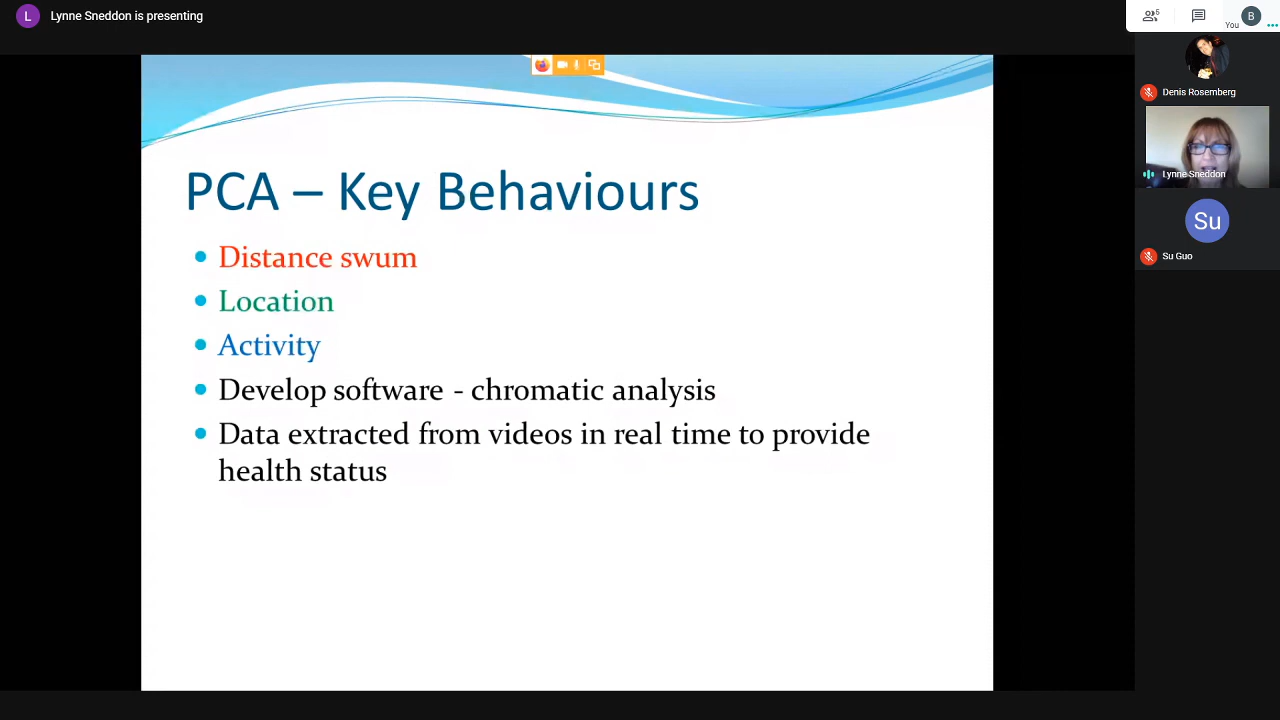 L
Lynne Sneddon is presenting
5
You
B
Denis Rosemberg
Lynne Sneddon
Su
Su Guo
PCA – Key Behaviours
Distance swum
Location
Activity
Develop software - chromatic analysis
Data extracted from videos in real time to provide
health status